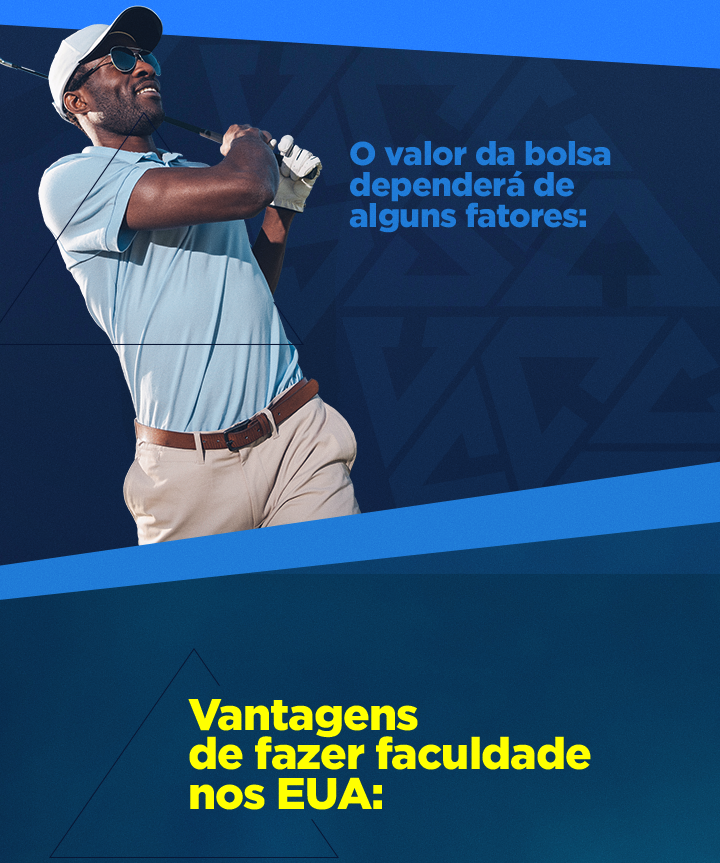 O valor da bolsa
dependerá de
alguns fatores:
Vantagens
de fazer faculdade
nos EUA: